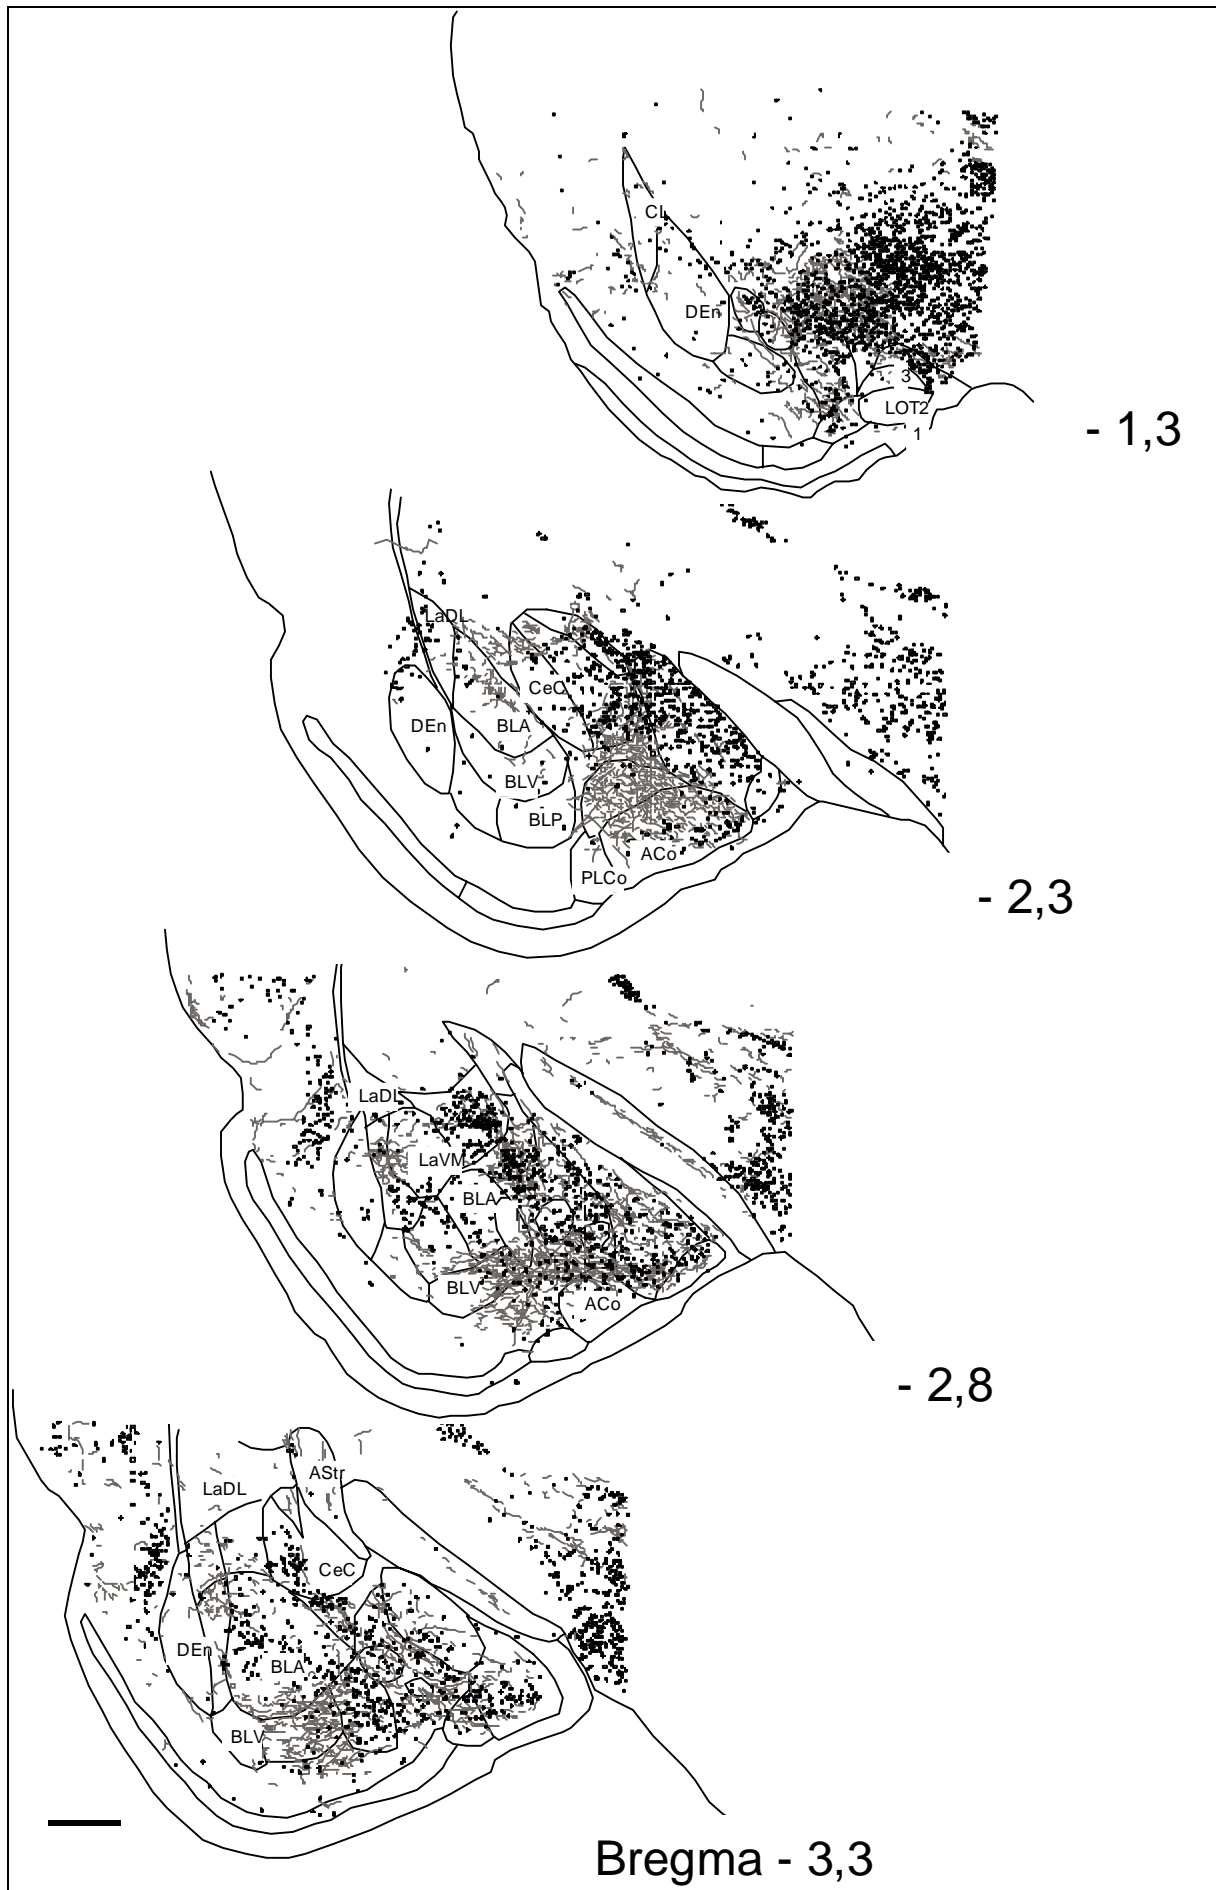 CL
DEn
3
LOT2
1
- 1,3
LaDL
CeC
DEn
BLA
BLV
BLP
ACo
PLCo
- 2,3
LaDL
LaVM
BLA
BLV
ACo
- 2,8
AStr
LaDL
CeC
DEn
BLA
BLV
Bregma - 3,3